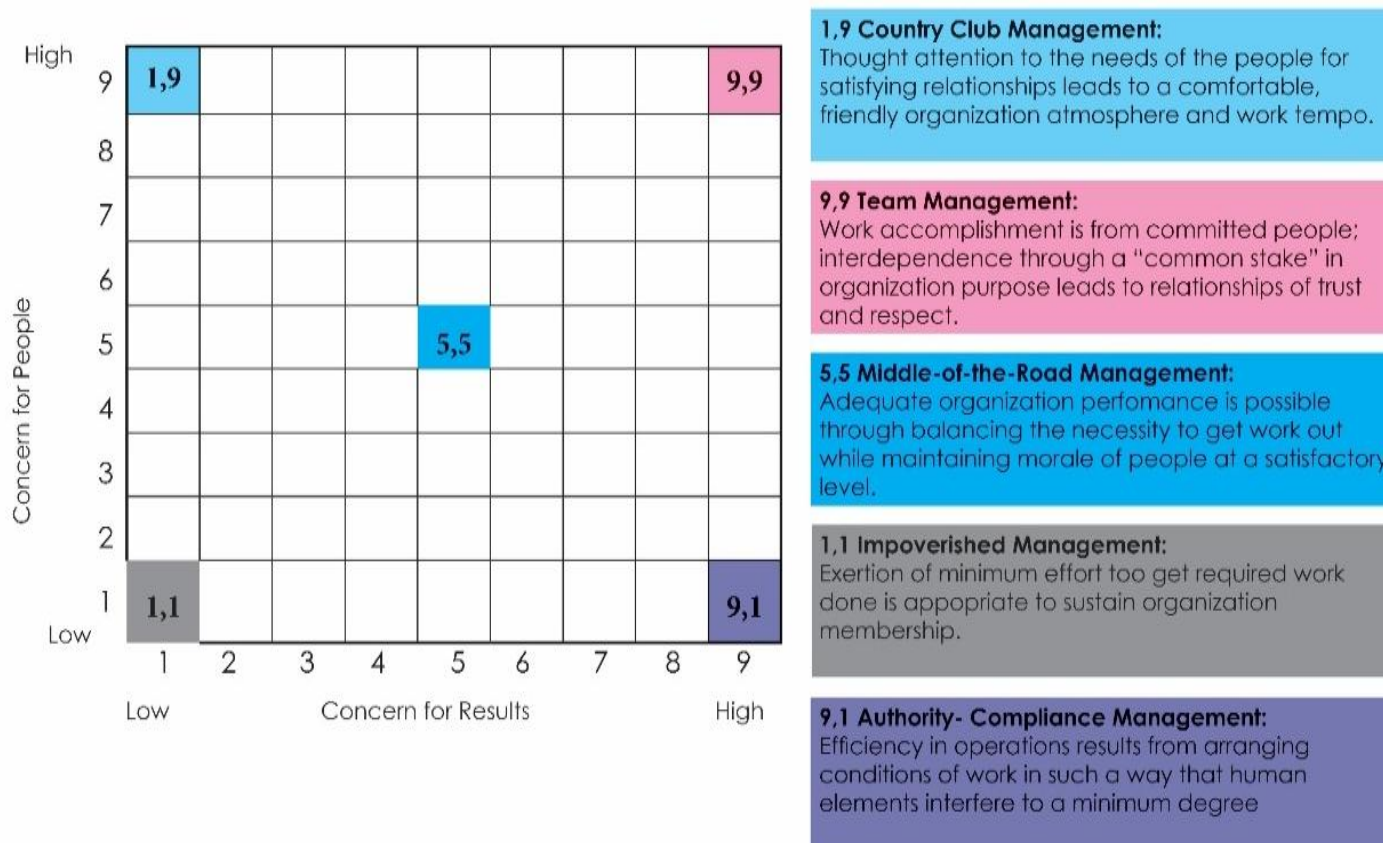 High
9
8
7
6
5
4
3
2
1
Low
Concern for People
1,9
9,9
5,5
1,1
9,1
1 2 3 4 5 6 7 8 9
Low Concern for Results High
1,9 Country Club Management:
Thought attention to the needs of the people for
satisfying relationships leads to a comfortable,
friendly organization atmosphere and work tempo.
9,9 Team Management:
Work accomplishment is from committed people;
interdependence through a “common stake” in
organization purpose leads to relationships of trust
and respect.
5,5 Middle-of-the-Road Management:
Adequate organization perfomance is possible
through balancing the necessity to get work out
while maintaining morale of people at a satisfactory
level.
1,1 Impoverished Management:
Exertion of minimum effort too get required work
done is appopriate to sustain organization
membership.
9,1 Authority- Compliance Management:
Efficiency in operations results from arranging
conditions of work in such a way that human
elements interfere to a minimum degree